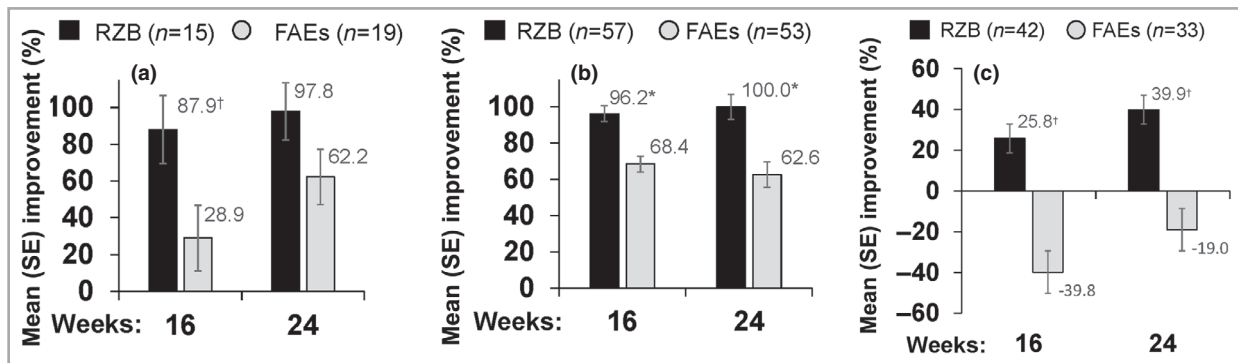 RZB (n=15) FAEs (n=19)
Mean (SE) improvement (%)
(a)
100
80
60
40
20
0
87.9†
28.9
97.8
62.2
Weeks: 16 24
RZB (n=57) FAEs (n=53)
Mean (SE) improvement (%)
(b)
100
80
60
40
20
0
96.2*
68.4
100.0*
62.6
Weeks: 16 24
RZB (n=42) FAEs (n=33)
Mean (SE) improvement (%)
(c)
60
40
20
0
–20
–40
–60
25.8†
-39.8
39.9†
-19.0
Weeks: 16 24